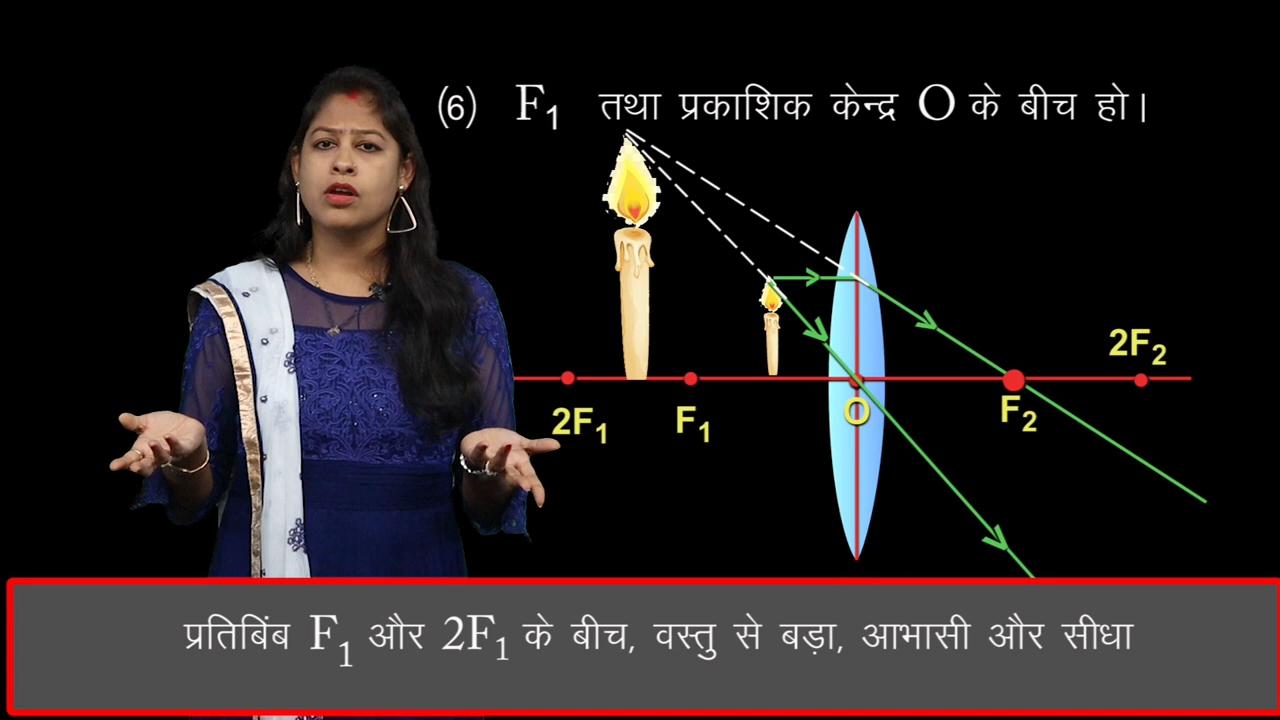 (6) F₁ तथा प्रकाशिक केन्द्र O के बीच हो।
2F₂
2F₁ F₁ O F₂
प्रतिबिंब F₁ और 2F₁ के बीच, वस्तु से बड़ा, आभासी और सीधा